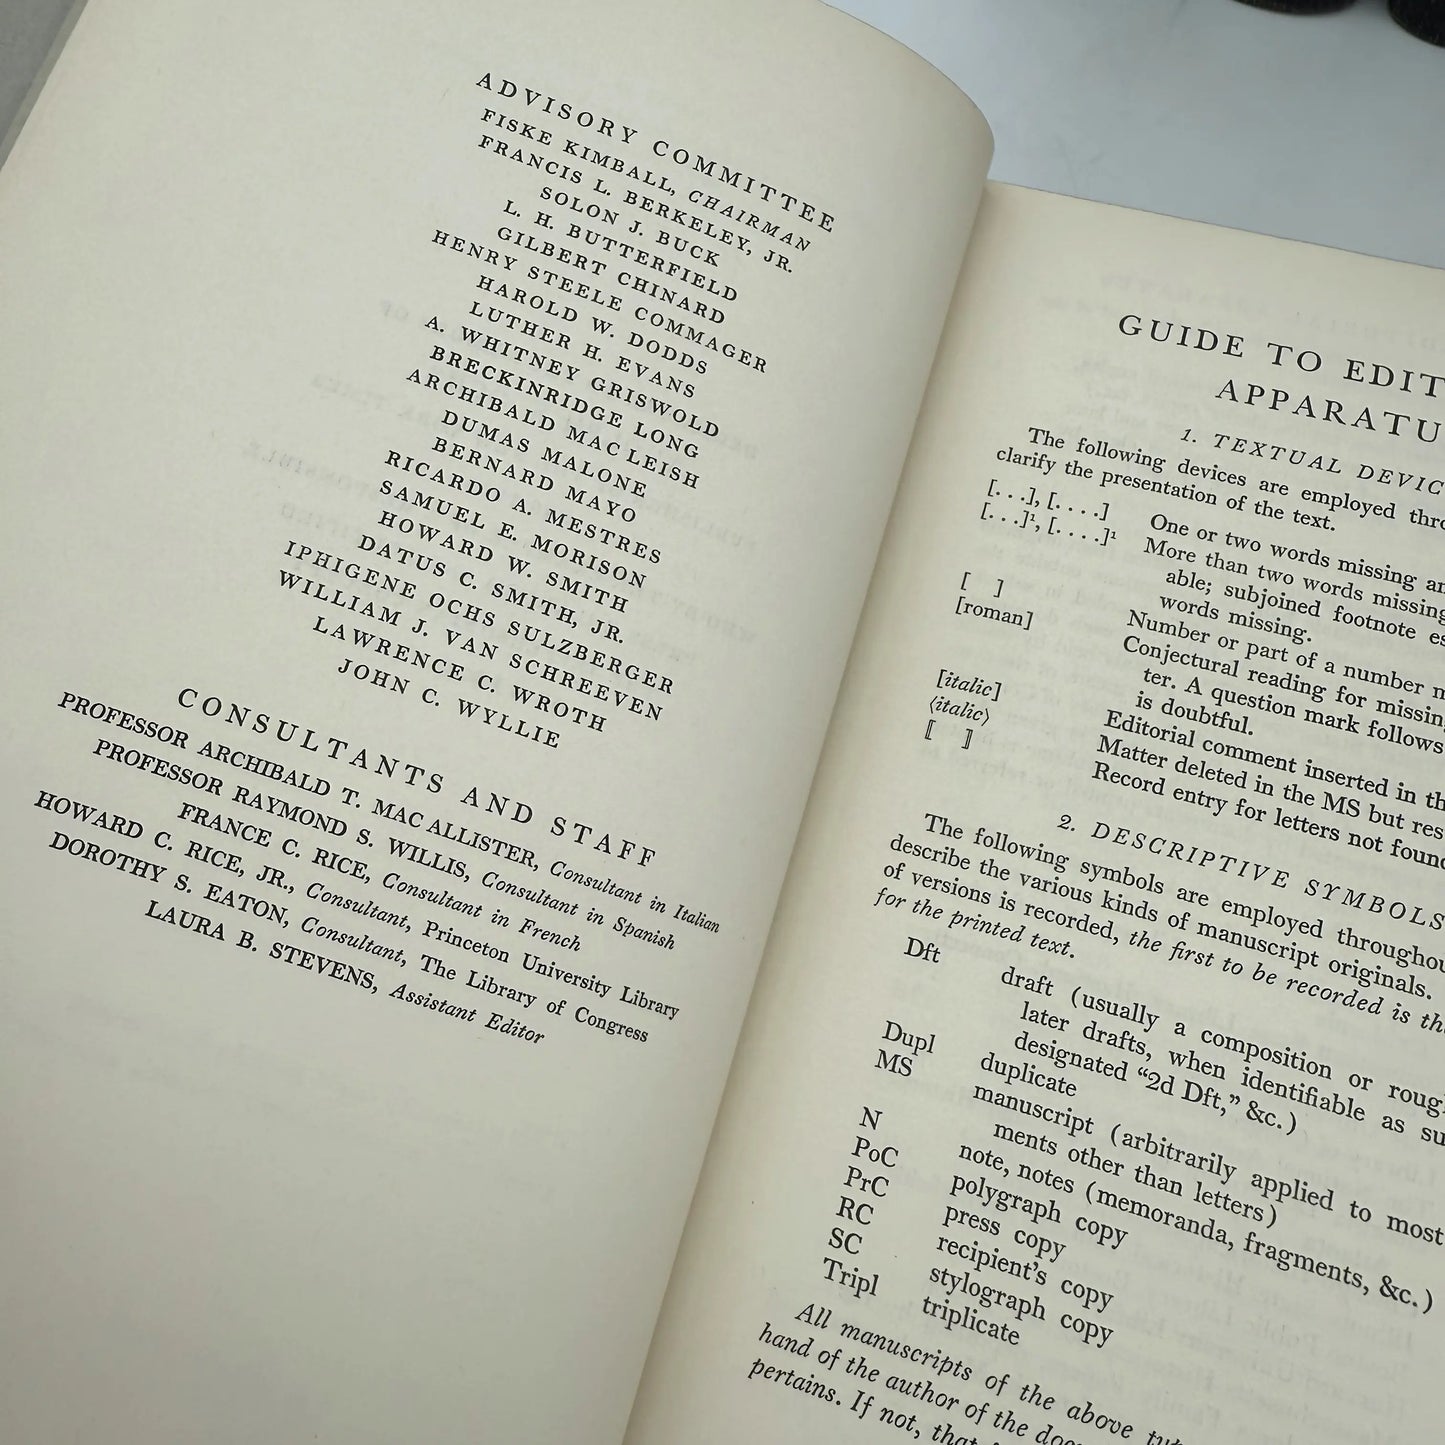 ADVISORY COMMITTEE
FISKE KIMBALL, CHAIRMAN
FRANCIS L. BERKELEY, JR.
SOLON J. BUCK
L. H. BUTTERFIELD
GILBERT CHINARD
HENRY STEELE COMMAGER
HAROLD W. DODDS
LUTHER H. EVANS
A. WHITNEY GRISWOLD
BRECKINRIDGE LONG
ARCHIBALD MAC LEISH
DUMAS MALONE
BERNARD MAYO
RICARDO A. MESTRES
SAMUEL E. MORISON
HOWARD W. SMITH
DATUS C. SMITH, JR.
IPHIGENE OCHS SULZBERGER
WILLIAM J. VAN SCHREEVEN
LAWRENCE C. WROTH
JOHN C. WYLLIE
CONSULTANTS AND STAFF
PROFESSOR ARCHIBALD T. MAC ALLISTER, Consultant in Italian
PROFESSOR RAYMOND S. WILLIS, Consultant in Spanish
FRANCE C. RICE, Consultant in French
HOWARD C. RICE, JR., Consultant, Princeton University Library
DOROTHY S. EATON, Consultant, The Library of Congress
LAURA B. STEVENS, Assistant Editor
GUIDE TO EDIT
APPARATU
1. TEXTUAL DEVIC
The following devices are employed thro
clarify the presentation of the text.
[. . .], [. . . .] One or two words missing an
[. . .]¹, [. . . .]¹ More than two words missing
able; subjoined footnote es
words missing.
[ ] Number or part of a number m
[roman] Conjectural reading for missing
ter. A question mark follows
is doubtful.
[italic] Editorial comment inserted in th
⟨italic⟩ Matter deleted in the MS but res
⟦ ⟧ Record entry for letters not found
2. DESCRIPTIVE SYMBOLS
The following symbols are employed throughou
describe the various kinds of manuscript originals.
of versions is recorded, the first to be recorded is th
for the printed text.
Dft draft (usually a composition or roug
later drafts, when identifiable as su
designated “2d Dft,” &c.)
Dupl duplicate
MS manuscript (arbitrarily applied to most
ments other than letters)
N note, notes (memoranda, fragments, &c.)
PoC polygraph copy
PrC press copy
RC recipient's copy
SC stylograph copy
Tripl triplicate
All manuscripts of the above
hand of the author of the doc
pertains. If not, that